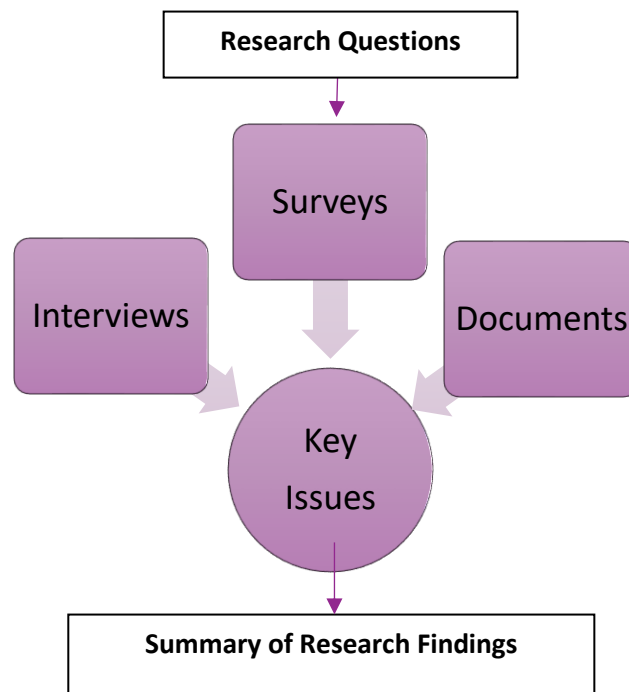 Research Questions
Surveys
Interviews
Documents
Key
Issues
Summary of Research Findings